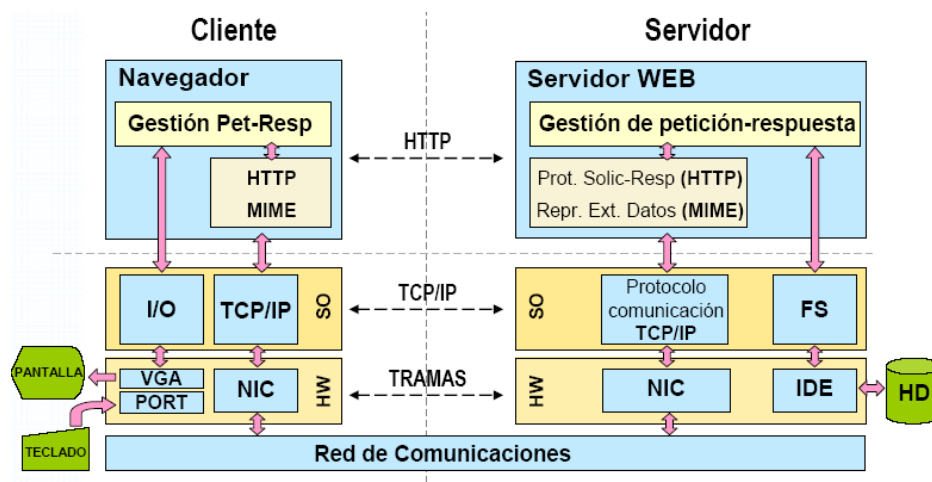 Cliente
Servidor
Navegador
Gestión Pet-Resp
HTTP
MIME
HTTP
Servidor WEB
Gestión de petición-respuesta
Prot. Solic-Resp (HTTP)
Repr. Ext. Datos (MIME)
I/O
TCP/IP
SO
TCP/IP
SO
Protocolo
comunicación
TCP/IP
FS
PANTALLA
VGA
PORT
TECLADO
NIC
HW
TRAMAS
HW
NIC
IDE
HD
Red de Comunicaciones